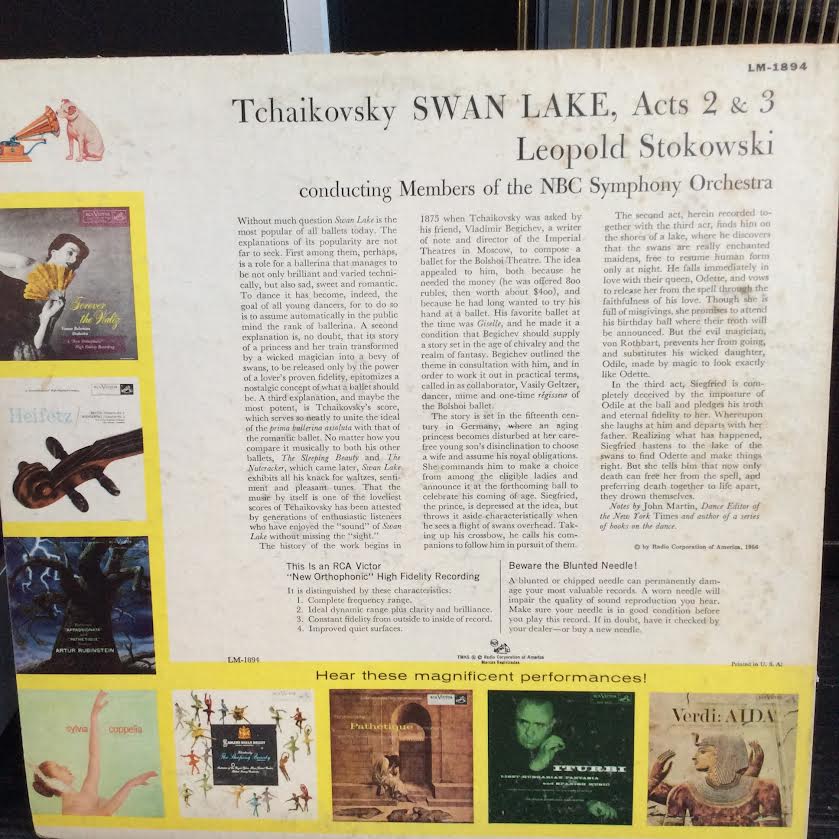 LM-1894
Tchaikovsky SWAN LAKE, Acts 2 & 3
Leopold Stokowski
conducting Members of the NBC Symphony Orchestra
Without much question Swan Lake is the
most popular of all ballets today. The
explanations of its popularity are not
far to seek. First among them, perhaps,
is a role for a ballerina that manages to
be not only brilliant and varied techni-
cally, but also sad, sweet and romantic.
To dance it has become, indeed, the
goal of all young dancers, for to do so
is to assume automatically in the public
mind the rank of ballerina. A second
explanation is, no doubt, that its story
of a princess and her train transformed
by a wicked magician into a bevy of
swans, to be released only by the power
of a lover's proven fidelity, epitomizes a
nostalgic concept of what a ballet should
be. A third explanation, and maybe the
most potent, is Tchaikovsky's score,
which serves so neatly to unite the ideal
of the prima ballerina assoluta with that
of the romantic ballet. No matter how you
compare it musically to both his other
ballets, The Sleeping Beauty and The
Nutcracker, which came later, Swan Lake
exhibits all his knack for waltzes, senti-
ment and pleasant tunes. That the
music by itself is one of the loveliest
scores of Tchaikovsky has been attested
by generations of enthusiastic listeners
who have enjoyed the "sound" of Swan
Lake without missing the "sight."
The history of the work begins in
1875 when Tchaikovsky was asked by
his friend, Vladimir Begichev, a writer
of note and director of the Imperial
Theatres in Moscow, to compose a
ballet for the Bolshoi Theatre. The idea
appealed to him, both because he
needed the money (he was offered 800
rubles, then worth about $400), and
because he had long wanted to try his
hand at a ballet. His favorite ballet at
the time was Giselle, and he made it a
condition that Begichev should supply
a story set in the age of chivalry and the
realm of fantasy. Begichev outlined the
theme in consultation with him, and in
order to work it out in practical terms,
called in as collaborator, Vasily Geltzer,
dancer, mime and one-time régisseur of
the Bolshoi ballet.
The story is set in the fifteenth cen-
tury in Germany, where an aging
princess becomes disturbed at her care-
free young son's disinclination to choose
a wife and assume his royal obligations.
She commands him to make a choice
from among the eligible ladies and
announce it at the forthcoming ball to
celebrate his coming of age. Siegfried,
the prince, is depressed at the idea, but
throws it aside characteristically when
he sees a flight of swans overhead. Tak-
ing up his crossbow, he calls his com-
panions to follow him in pursuit of them.
The second act, herein recorded to-
gether with the third act, finds him on
the shores of a lake, where he discovers
that the swans are really enchanted
maidens, free to resume human form
only at night. He falls immediately in
love with their queen, Odette, and vows
to release her from the spell through the
faithfulness of his love. Though she is
full of misgivings, she promises to attend
his birthday ball where their troth will
be announced. But the evil magician,
von Rothbart, prevents her from going,
and substitutes his wicked daughter,
Odile, made by magic to look exactly
like Odette.
In the third act, Siegfried is com-
pletely deceived by the imposture of
Odile at the ball and pledges his troth
and eternal fidelity to her. Whereupon
she laughs at him and departs with her
father. Realizing what has happened,
Siegfried hastens to the lake of the
swans to find Odette and make things
right. But she tells him that now only
death can free her from the spell, and
preferring death together to life apart,
they drown themselves.
Notes by John Martin, Dance Editor of
the New York Times and author of a series
of books on the dance.
© by Radio Corporation of America, 1956
This Is an RCA Victor
"New Orthophonic" High Fidelity Recording
It is distinguished by these characteristics:
1. Complete frequency range.
2. Ideal dynamic range plus clarity and brilliance.
3. Constant fidelity from outside to inside of record.
4. Improved quiet surfaces.
Beware the Blunted Needle!
A blunted or chipped needle can permanently dam-
age your most valuable records. A worn needle will
impair the quality of sound reproduction you hear.
Make sure your needle is in good condition before
you play this record. If in doubt, have it checked by
your dealer—or buy a new needle.
LM-1894
TMKS ® © Radio Corporation of America
Marcas Registradas
Printed in U. S. A.
Hear these magnificent performances!
Forever
the Waltz
Heifetz
"APPASSIONATA"
"PATHETIQUE"
ARTUR RUBINSTEIN
sylvia coppelia
The Sleeping Beauty
Pathétique
ITURBI
LISZT: HUNGARIAN FANTASIA
and SPANISH MUSIC
Verdi: AÏDA